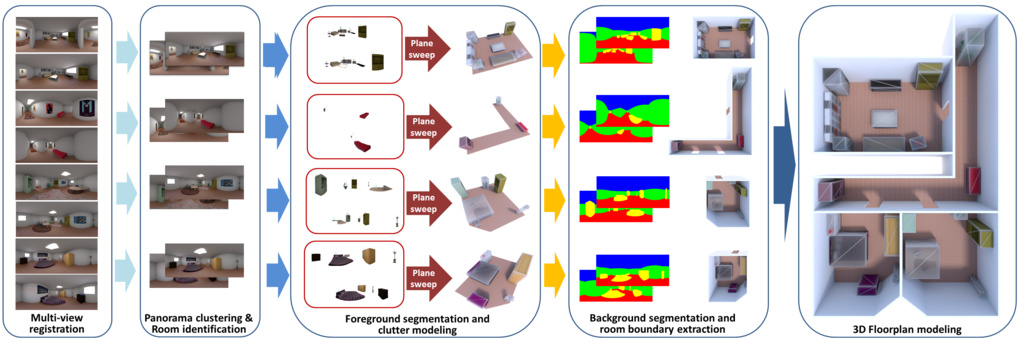 Plane
sweep
Plane
sweep
Plane
sweep
Plane
sweep
Multi-view
registration
Panorama clustering &
Room identification
Foreground segmentation and
clutter modeling
Background segmentation and
room boundary extraction
3D Floorplan modeling